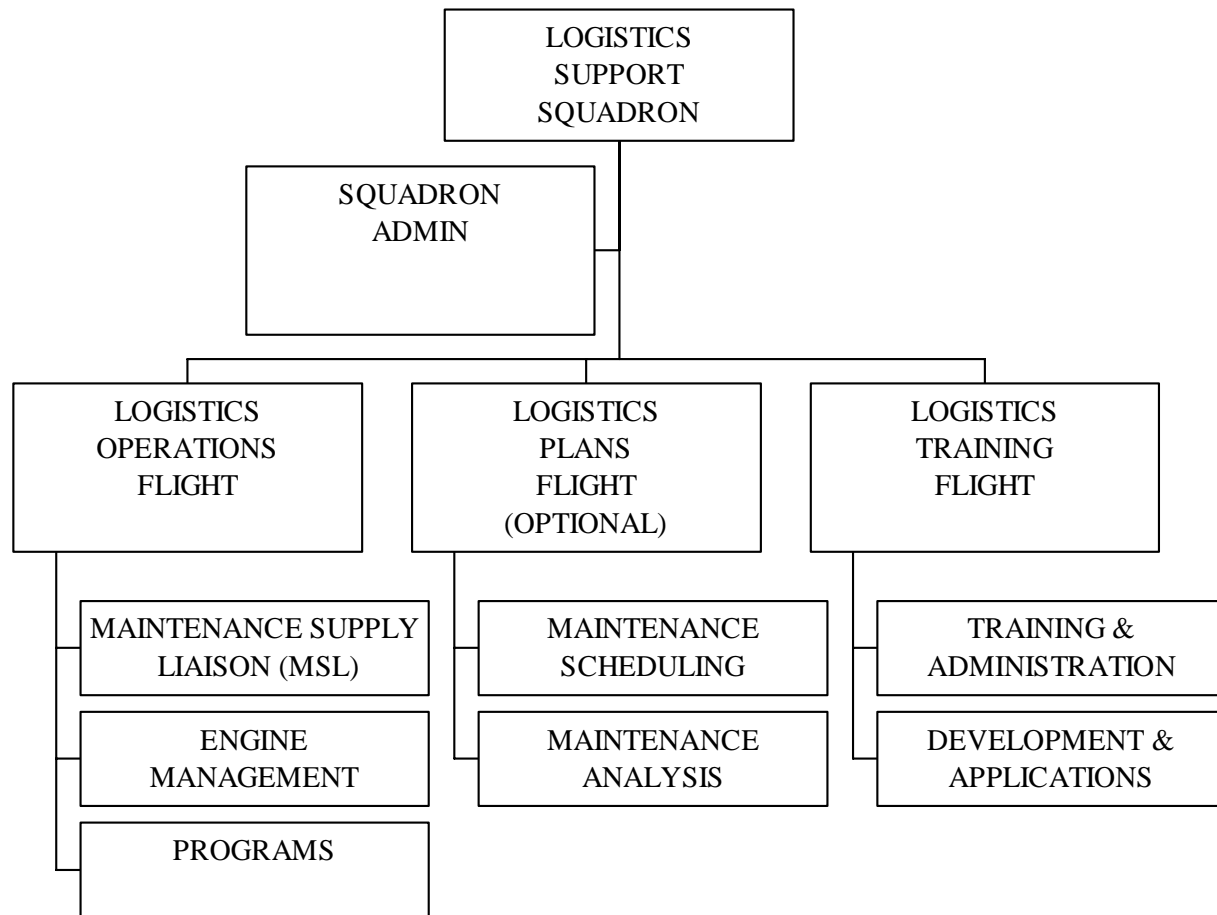 LOGISTICS
SUPPORT
SQUADRON
SQUADRON
ADMIN
LOGISTICS
OPERATIONS
FLIGHT
LOGISTICS
PLANS
FLIGHT
(OPTIONAL)
LOGISTICS
TRAINING
FLIGHT
MAINTENANCE SUPPLY
LIAISON (MSL)
ENGINE
MANAGEMENT
PROGRAMS
MAINTENANCE
SCHEDULING
MAINTENANCE
ANALYSIS
TRAINING &
ADMINISTRATION
DEVELOPMENT &
APPLICATIONS